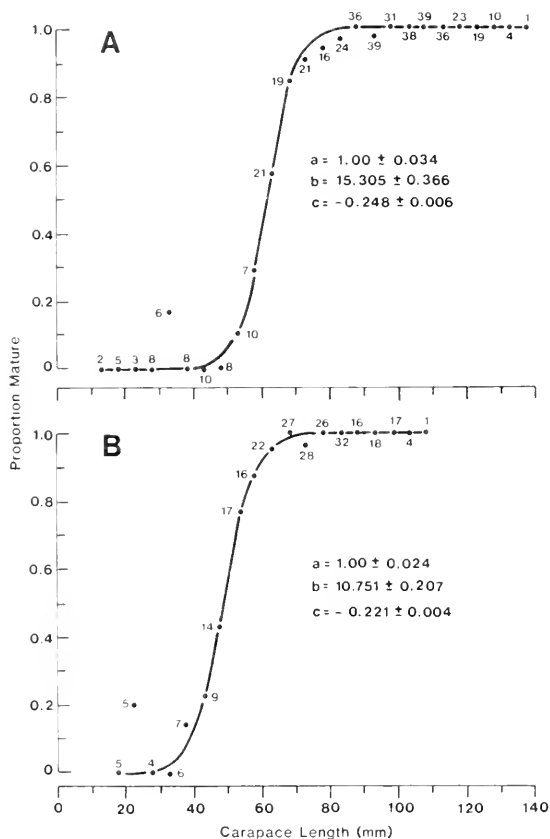 A
1.0
0.8
0.6
0.4
0.2
0
36 31 39 23 10 1
24 39 38 36 19 4
16
21
19
a = 1.00 ± 0.034
b = 15.305 ± 0.366
c = -0.248 ± 0.006
21
7
6
10
2 5 3 8 8 8
10
Proportion Mature
B
1.0
0.8
0.6
0.4
0.2
0
27 26 16 17 1
22 28 32 18 4
16
17
a = 1.00 ± 0.024
b = 10.751 ± 0.207
c = -0.221 ± 0.004
14
5
7 9
5 4 6
0 20 40 60 80 100 120 140
Carapace Length (mm)